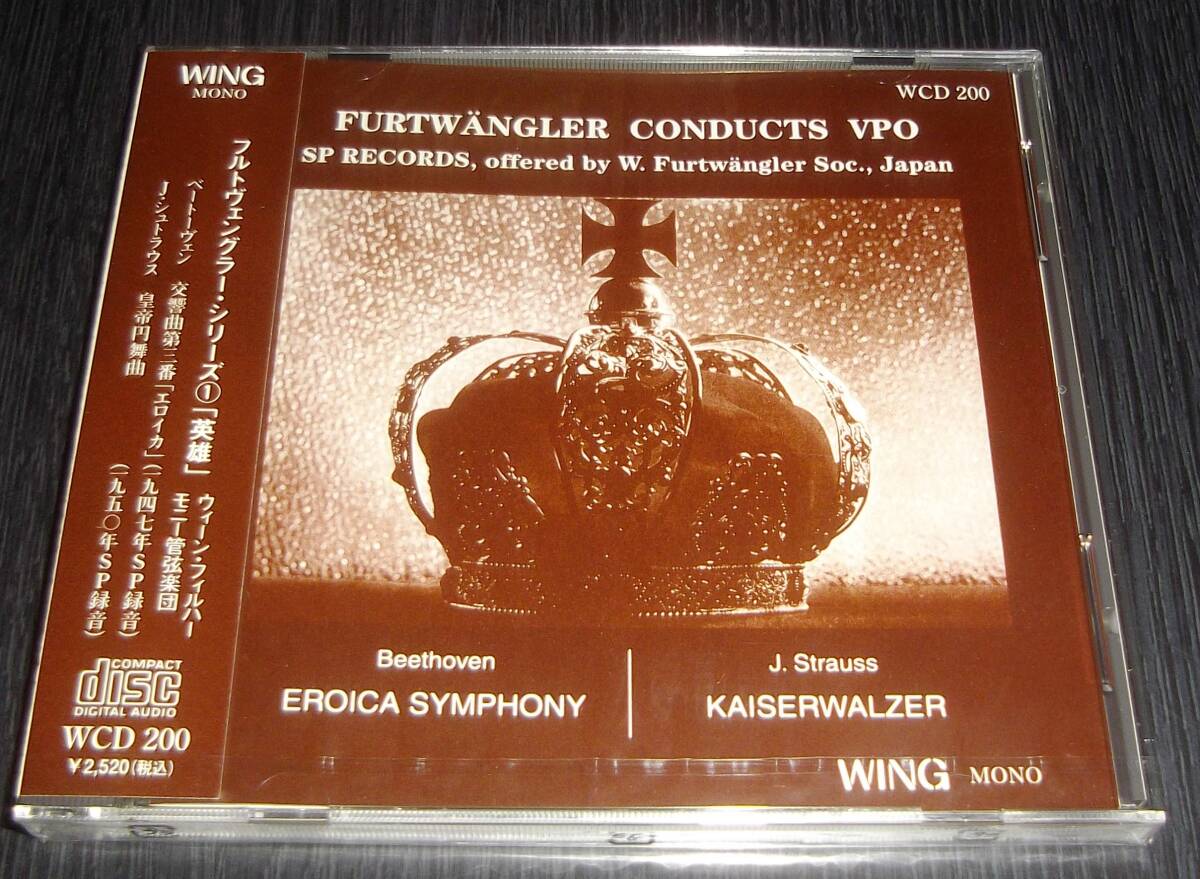 WING
MONO
フルトヴェングラー・シリーズ①「英雄」
ウィーン・フィルハー
モニー管弦楽団
ベートーヴェン 交響曲第三番「エロイカ」(一九四七年SP録音)
J・シュトラウス 皇帝円舞曲 (一九五〇年SP録音)
COMPACT
disc
DIGITAL AUDIO
WCD 200
¥2,520(税込)
WCD 200
FURTWÄNGLER CONDUCTS VPO
SP RECORDS, offered by W. Furtwängler Soc., Japan
Beethoven
EROICA SYMPHONY
J. Strauss
KAISERWALZER
WING MONO